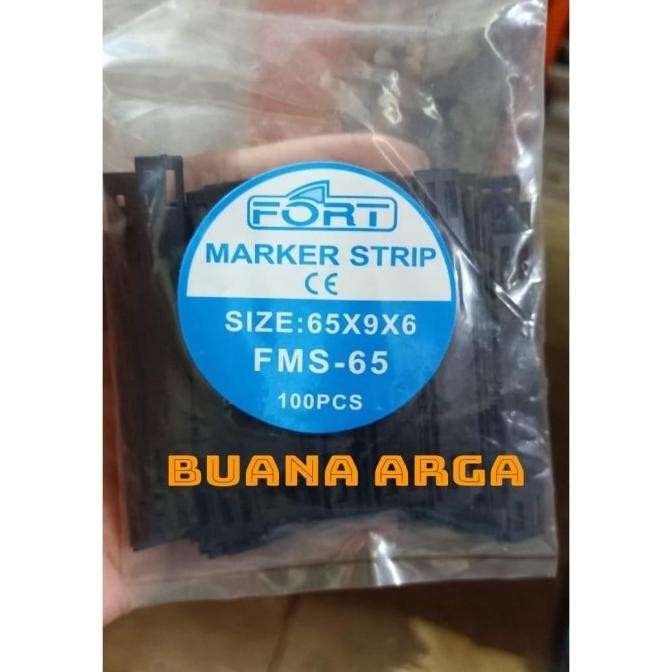 FORT
MARKER STRIP
CE
SIZE:65X9X6
FMS-65
100PCS
BUANA ARGA